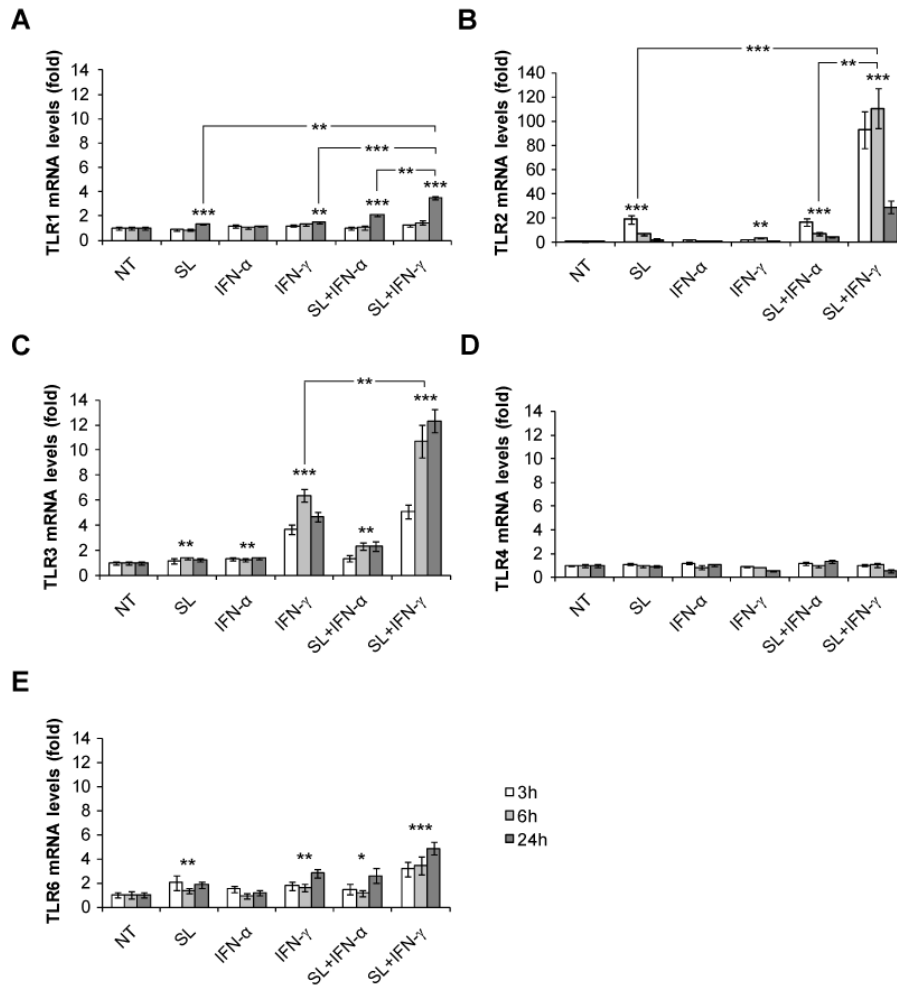 A
TLR1 mRNA levels (fold)
14
12
10
8
6
4
2
0
**
***
**
***
**
***
***
NT
SL
IFN-α
IFN-γ
SL+IFN-α
SL+IFN-γ
B
TLR2 mRNA levels (fold)
140
120
100
80
60
40
20
0
***
**
***
***
**
***
NT
SL
IFN-α
IFN-γ
SL+IFN-α
SL+IFN-γ
C
TLR3 mRNA levels (fold)
14
12
10
8
6
4
2
0
**
***
***
**
**
**
NT
SL
IFN-α
IFN-γ
SL+IFN-α
SL+IFN-γ
D
TLR4 mRNA levels (fold)
14
12
10
8
6
4
2
0
NT
SL
IFN-α
IFN-γ
SL+IFN-α
SL+IFN-γ
E
TLR6 mRNA levels (fold)
14
12
10
8
6
4
2
0
**
**
*
***
NT
SL
IFN-α
IFN-γ
SL+IFN-α
SL+IFN-γ
3h
6h
24h